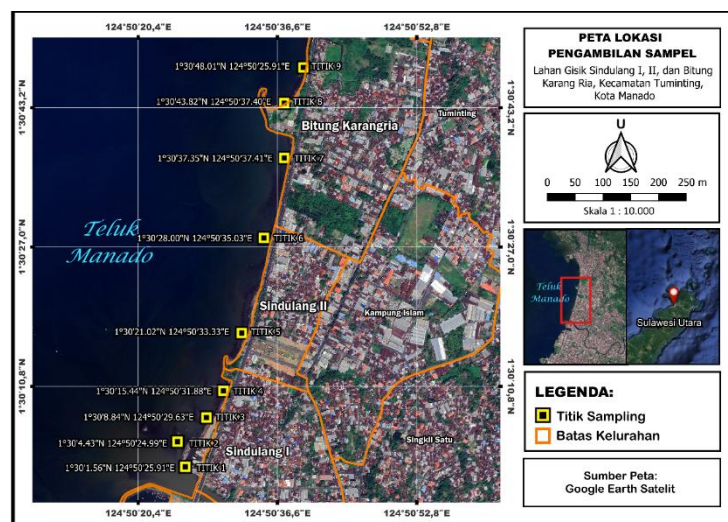 124°50'20,4"E 124°50'36,6"E 124°50'52,8"E
1°30'48.01"N 124°50'25.91"E TITIK 9
1°30'43,2"N
1°30'43.82"N 124°50'37.40"E TITIK 8
1°30'43,2"N
Tuminting
Bitung Karangria
1°30'37.35"N 124°50'37.41"E TITIK 7
Teluk
Manado
1°30'28.00"N 124°50'35.03"E TITIK 6
1°30'27,0"N
1°30'27,0"N
Sindulang II
Kampung Islam
1°30'21.02"N 124°50'33.33"E TITIK 5
1°30'10,8"N
1°30'15.44"N 124°50'31.88"E TITIK 4
1°30'10,8"N
1°30'8.84"N 124°50'29.63"E TITIK 3
1°30'4.43"N 124°50'24.99"E TITIK 2
Singkil Satu
Sindulang I
1°30'1.56"N 124°50'25.91"E TITIK 1
124°50'20,4"E 124°50'36,6"E 124°50'52,8"E
PETA LOKASI
PENGAMBILAN SAMPEL
Lahan Gisik Sindulang I, II, dan Bitung
Karang Ria, Kecamatan Tuminting,
Kota Manado
U
0 50 100 150 200 250 m
Skala 1 : 10.000
Teluk
Manado
Sulawesi Utara
LEGENDA:
Titik Sampling
Batas Kelurahan
Sumber Peta:
Google Earth Satelit